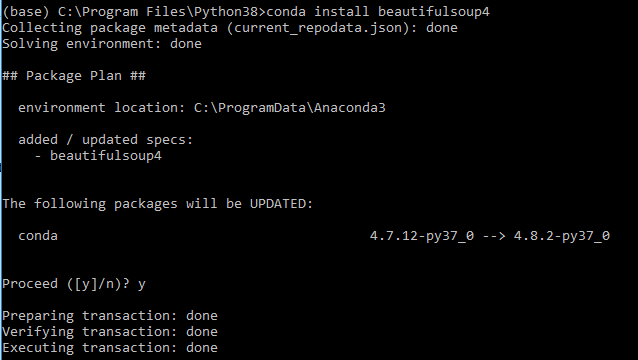 (base) C:\Program Files\Python38>conda install beautifulsoup4
Collecting package metadata (current_repodata.json): done
Solving environment: done
## Package Plan ##
environment location: C:\ProgramData\Anaconda3
added / updated specs:
- beautifulsoup4
The following packages will be UPDATED:
conda 4.7.12-py37_0 --> 4.8.2-py37_0
Proceed ([y]/n)? y
Preparing transaction: done
Verifying transaction: done
Executing transaction: done